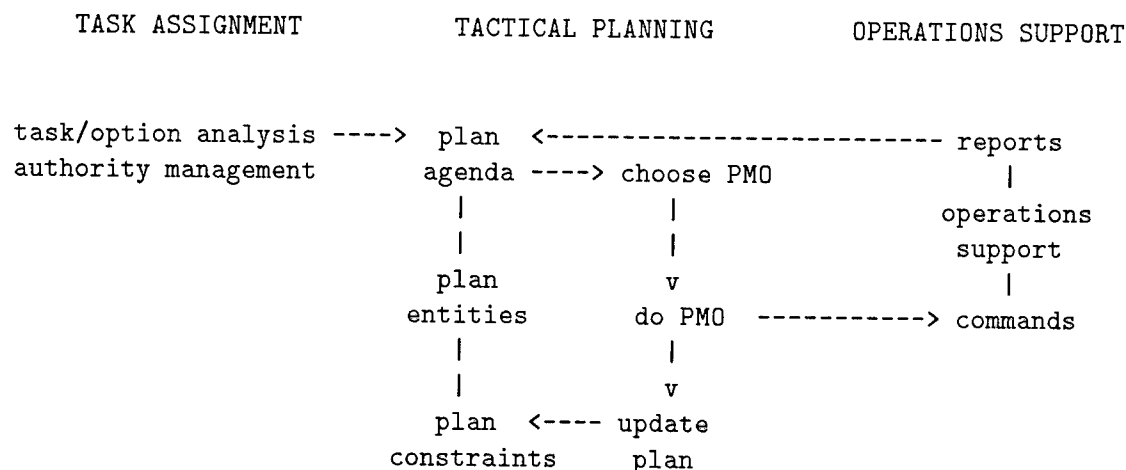 TASK ASSIGNMENT TACTICAL PLANNING OPERATIONS SUPPORT
task/option analysis ----> plan <------------------------- reports
authority management agenda ----> choose PMO |
| | operations
| | support
plan v |
entities do PMO -----------> commands
| |
| v
plan <---- update
constraints plan